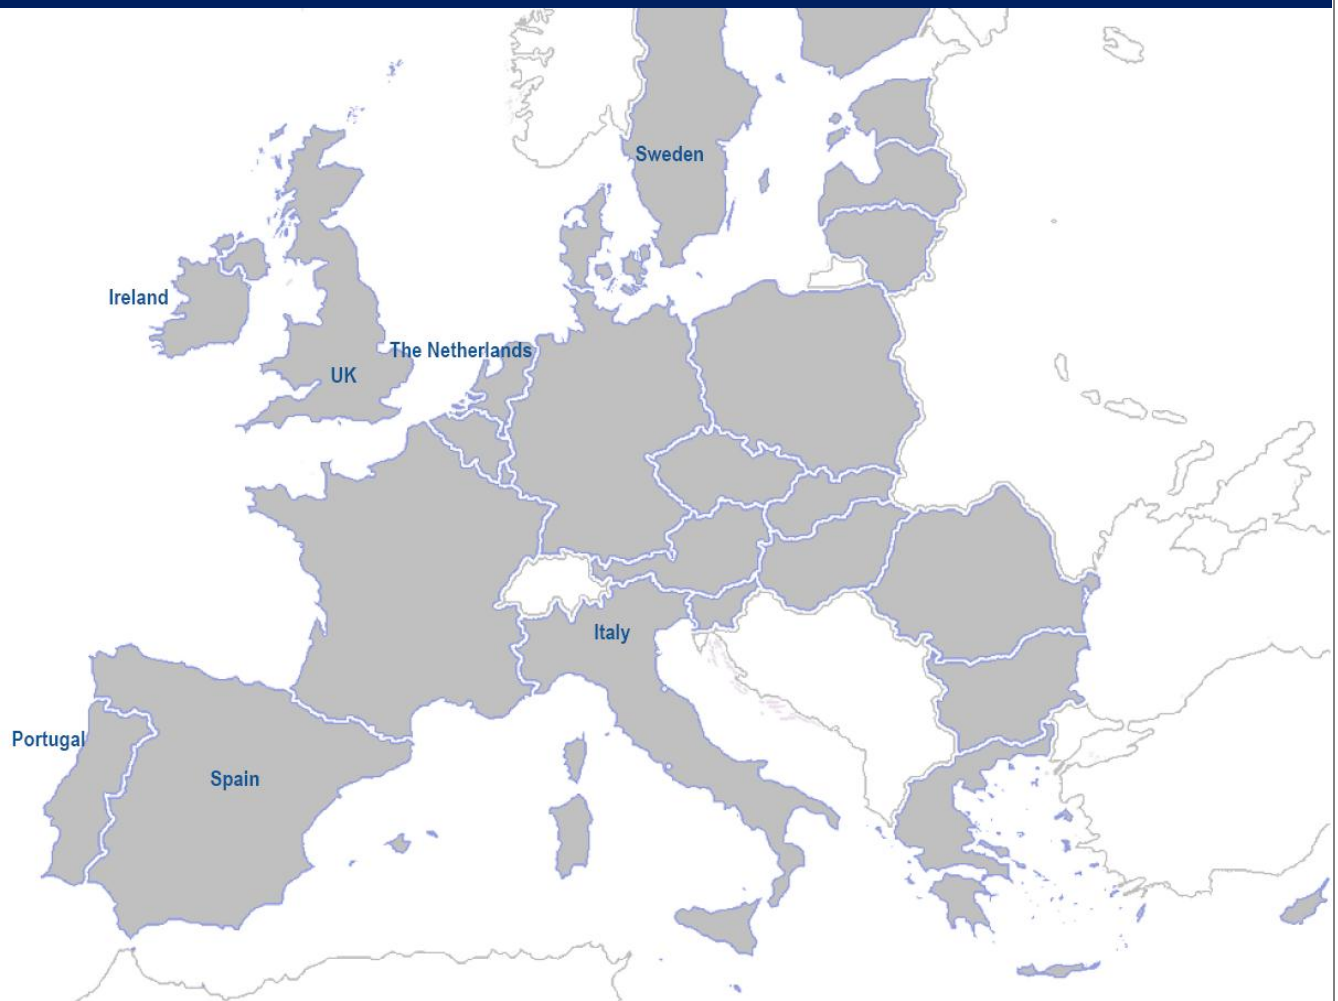 Sweden
Ireland
The Netherlands
UK
Italy
Portugal
Spain